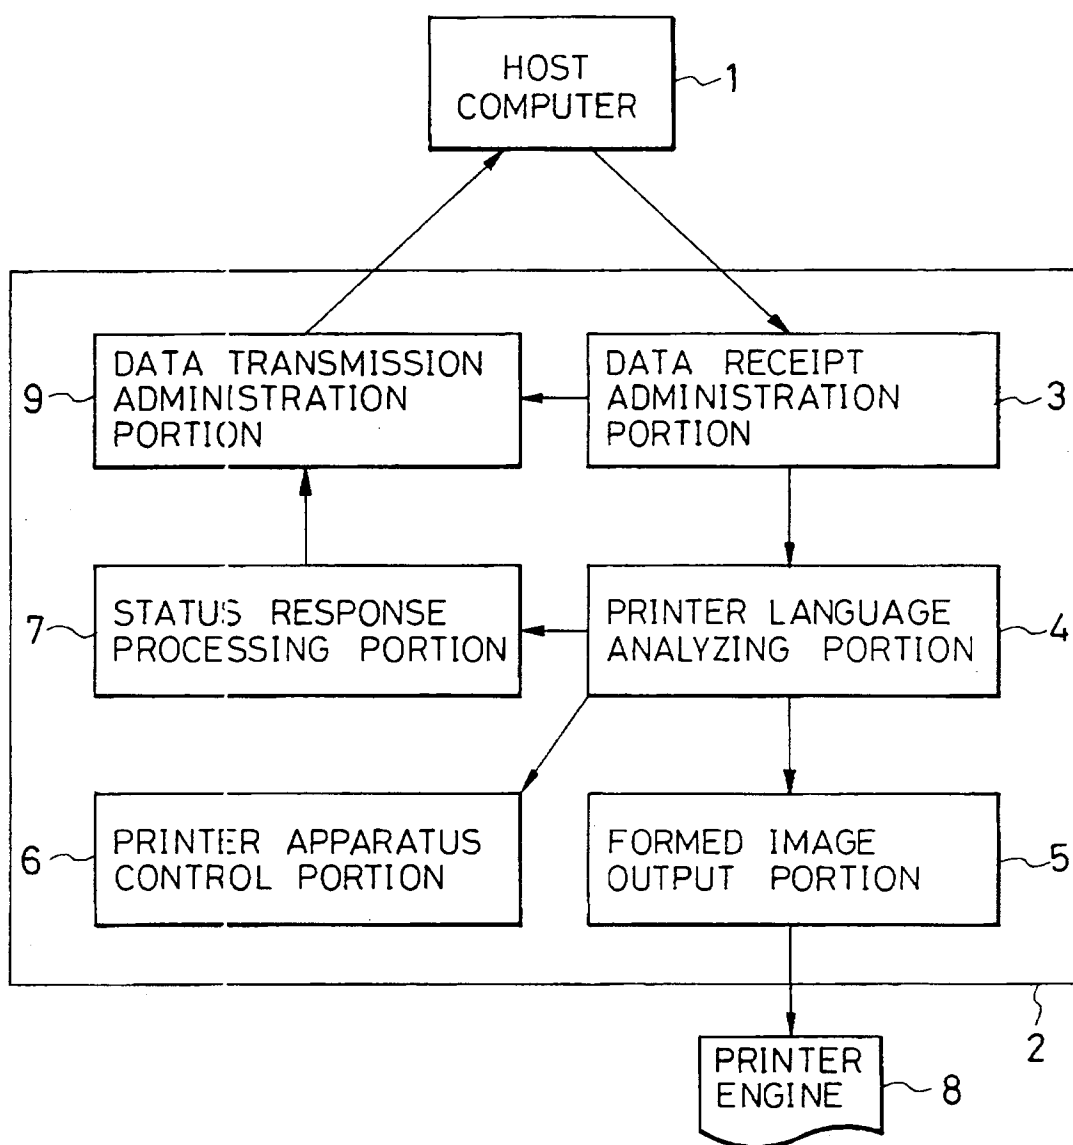 HOST
COMPUTER
1
DATA TRANSMISSION
ADMINISTRATION
PORTION
9
DATA RECEIPT
ADMINISTRATION
PORTION
3
STATUS RESPONSE
PROCESSING PORTION
7
PRINTER LANGUAGE
ANALYZING PORTION
4
PRINTER APPARATUS
CONTROL PORTION
6
FORMED IMAGE
OUTPUT PORTION
5
2
PRINTER
ENGINE
8